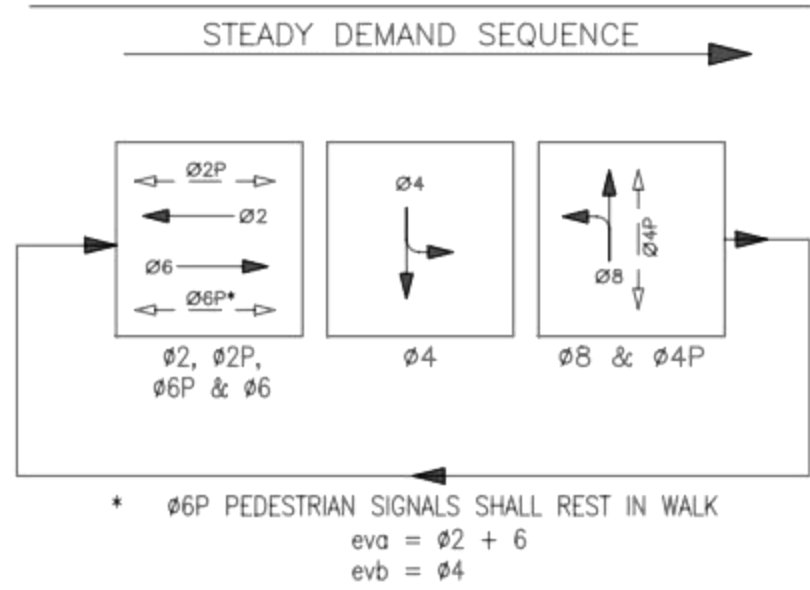 STEADY DEMAND SEQUENCE
Ø2P
Ø2
Ø6
Ø6P*
Ø4
Ø4P
Ø8
ø2, ø2P,
ø6P & ø6
ø4
ø8 & ø4P
* ø6P PEDESTRIAN SIGNALS SHALL REST IN WALK
eva = ø2 + 6
evb = ø4